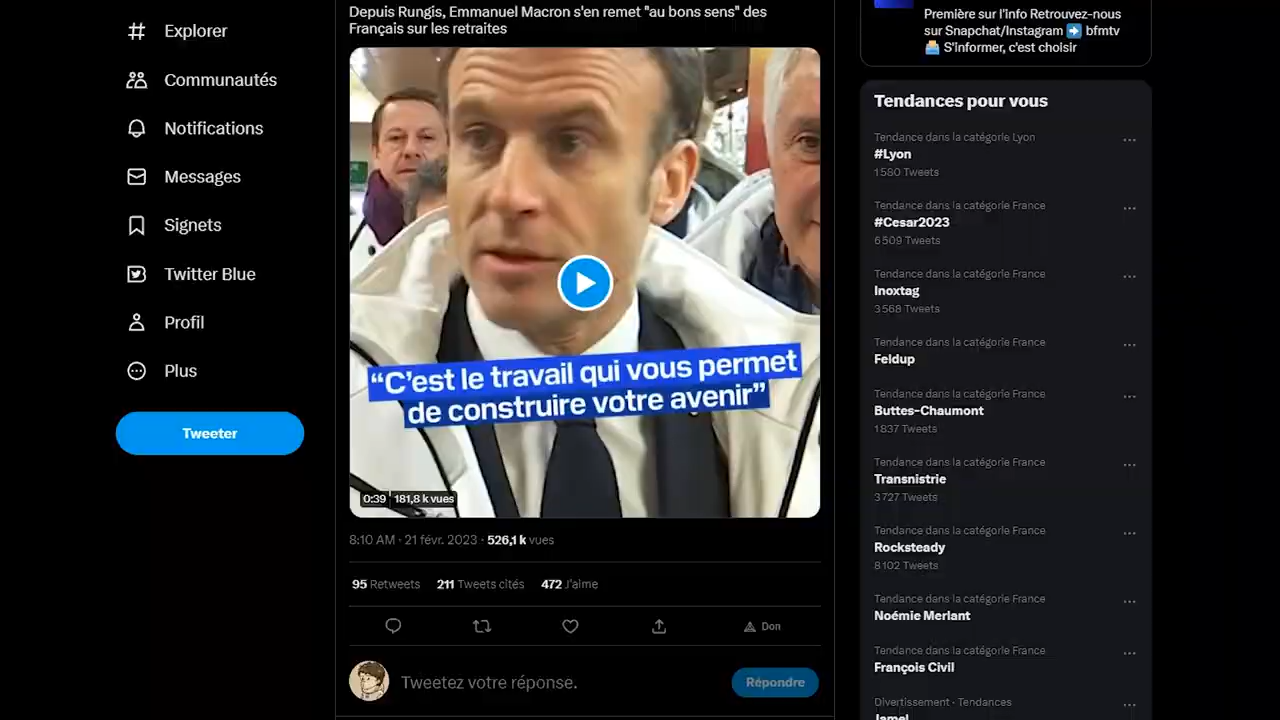 Explorer
Communautés
Notifications
Messages
Signets
Twitter Blue
Profil
Plus
Tweeter
Depuis Rungis, Emmanuel Macron s'en remet "au bons sens" des
Français sur les retraites
“C’est le travail qui vous permet
de construire votre avenir”
0:39 181,8 k vues
8:10 AM · 21 févr. 2023 · 526,1 k vues
95 Retweets 211 Tweets cités 472 J'aime
Don
Tweetez votre réponse.
Répondre
Première sur l'info Retrouvez-nous
sur Snapchat/Instagram ➡️ bfmtv
🗳️ S'informer, c'est choisir
Tendances pour vous
Tendance dans la catégorie Lyon
#Lyon
1 580 Tweets
Tendance dans la catégorie France
#Cesar2023
6 509 Tweets
Tendance dans la catégorie France
Inoxtag
3 568 Tweets
Tendance dans la catégorie France
Feldup
Tendance dans la catégorie France
Buttes-Chaumont
1 837 Tweets
Tendance dans la catégorie France
Transnistrie
3 727 Tweets
Tendance dans la catégorie France
Rocksteady
8 102 Tweets
Tendance dans la catégorie France
Noémie Merlant
Tendance dans la catégorie France
François Civil
Divertissement · Tendances
Jamel